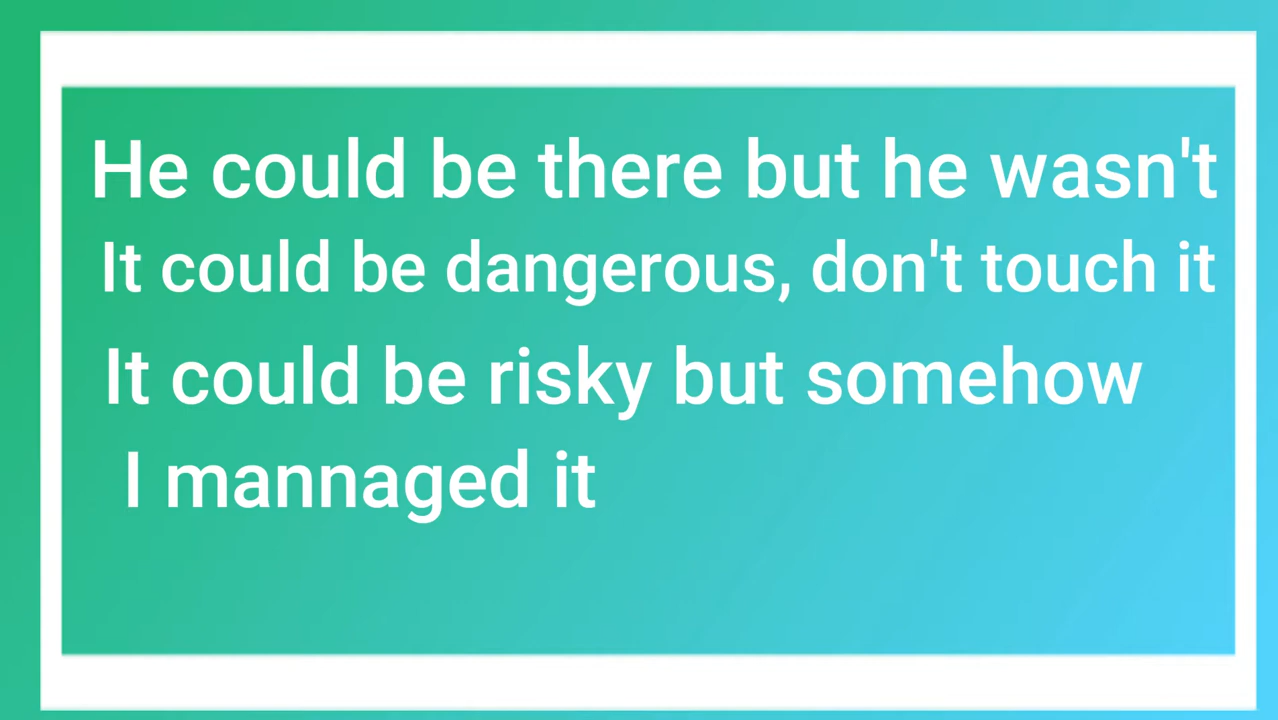 He could be there but he wasn't
It could be dangerous, don't touch it
It could be risky but somehow
I mannaged it